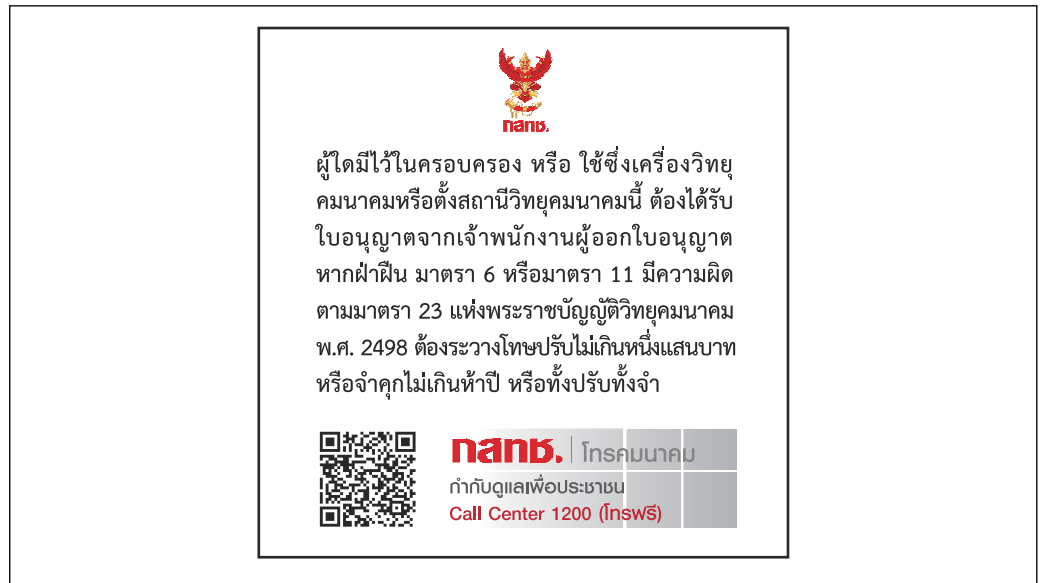 กสทช.
ผู้ใดมีไว้ในครอบครอง หรือ ใช้ซึ่งเครื่องวิทยุ
คมนาคมหรือตั้งสถานีวิทยุคมนาคมนี้ ต้องได้รับ
ใบอนุญาตจากเจ้าพนักงานผู้ออกใบอนุญาต
หากฝ่าฝืน มาตรา 6 หรือมาตรา 11 มีความผิด
ตามมาตรา 23 แห่งพระราชบัญญัติวิทยุคมนาคม
พ.ศ. 2498 ต้องระวางโทษปรับไม่เกินหนึ่งแสนบาท
หรือจำคุกไม่เกินห้าปี หรือทั้งปรับทั้งจำ
กสทช. | โทรคมนาคม
กำกับดูแลเพื่อประชาชน
Call Center 1200 (โทรฟรี)